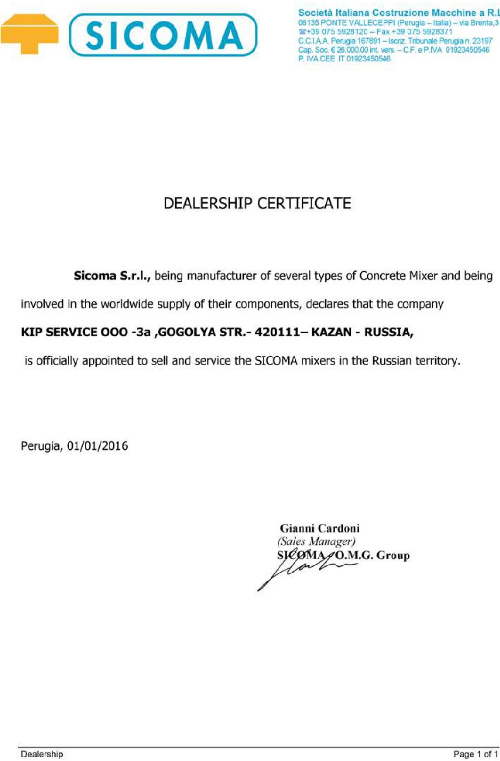 SICOMA
Società Italiana Costruzione Macchine a R.L
06135 PONTE VALLECEPPI (Perugia – Italia) – via Brenta,3
☎+39 075 5928120 – Fax +39 075 5928371
C.C.I.A.A. Perugia 167891 – Iscriz. Tribunale Perugia n. 23197
Cap. Soc. € 26.000,00 int. vers. – C.F. e P.IVA 01923450546
P. IVA CEE IT 01923450546
DEALERSHIP CERTIFICATE
Sicoma S.r.l., being manufacturer of several types of Concrete Mixer and being
involved in the worldwide supply of their components, declares that the company
KIP SERVICE OOO -3a ,GOGOLYA STR.- 420111– KAZAN - RUSSIA,
is officially appointed to sell and service the SICOMA mixers in the Russian territory.
Perugia, 01/01/2016
Gianni Cardoni
(Sales Manager)
SICOMA O.M.G. Group
Dealership
Page 1 of 1